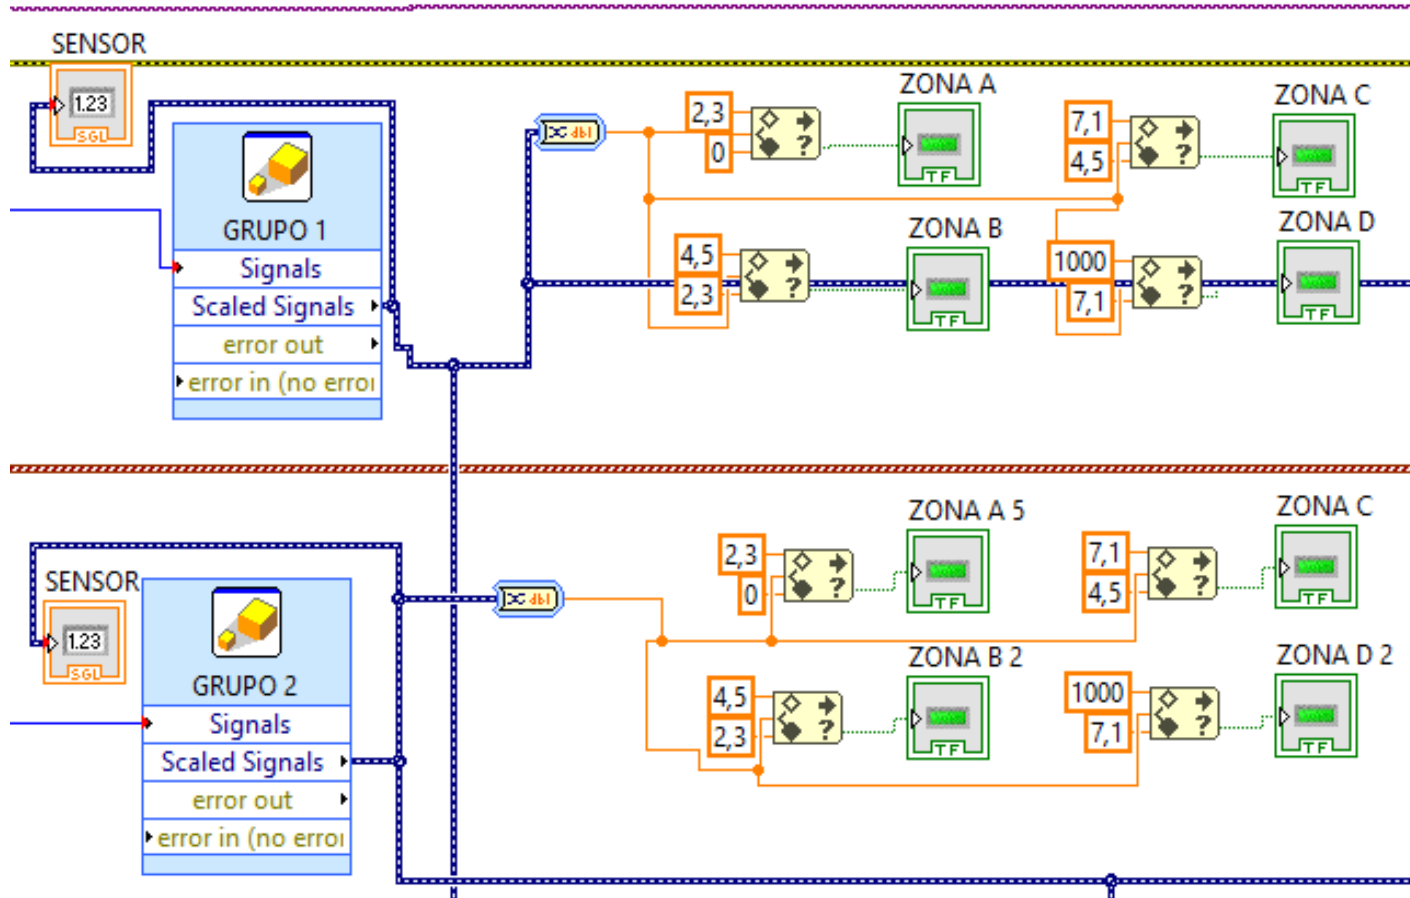 SENSOR
1.23
SGL
GRUPO 1
Signals
Scaled Signals
error out
error in (no erroı
dbl
2,3
0
?
ZONA A
TF
7,1
4,5
?
ZONA C
TF
4,5
2,3
?
ZONA B
TF
1000
7,1
?
ZONA D
TF
SENSOR
1.23
SGL
GRUPO 2
Signals
Scaled Signals
error out
error in (no erroı
dbl
2,3
0
?
ZONA A 5
TF
7,1
4,5
?
ZONA C
TF
4,5
2,3
?
ZONA B 2
TF
1000
7,1
?
ZONA D 2
TF